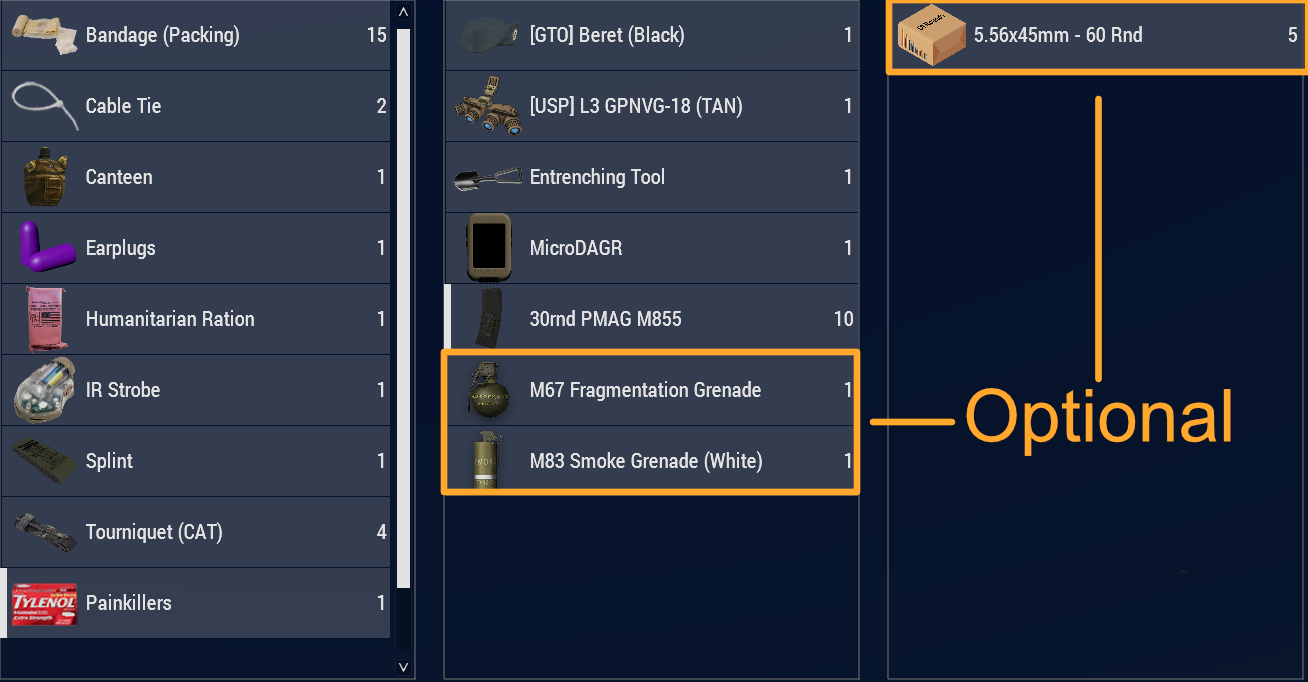 Bandage (Packing) 15
Cable Tie 2
Canteen 1
Earplugs 1
Humanitarian Ration 1
IR Strobe 1
Splint 1
Tourniquet (CAT) 4
TYLENOL
Extra Strength
Painkillers 1
[GTO] Beret (Black) 1
[USP] L3 GPNVG-18 (TAN) 1
Entrenching Tool 1
MicroDAGR 1
30rnd PMAG M855 10
M67 Fragmentation Grenade 1
SMOKE
M83 Smoke Grenade (White) 1
5.56x45mm - 60 Rnd 5
Optional